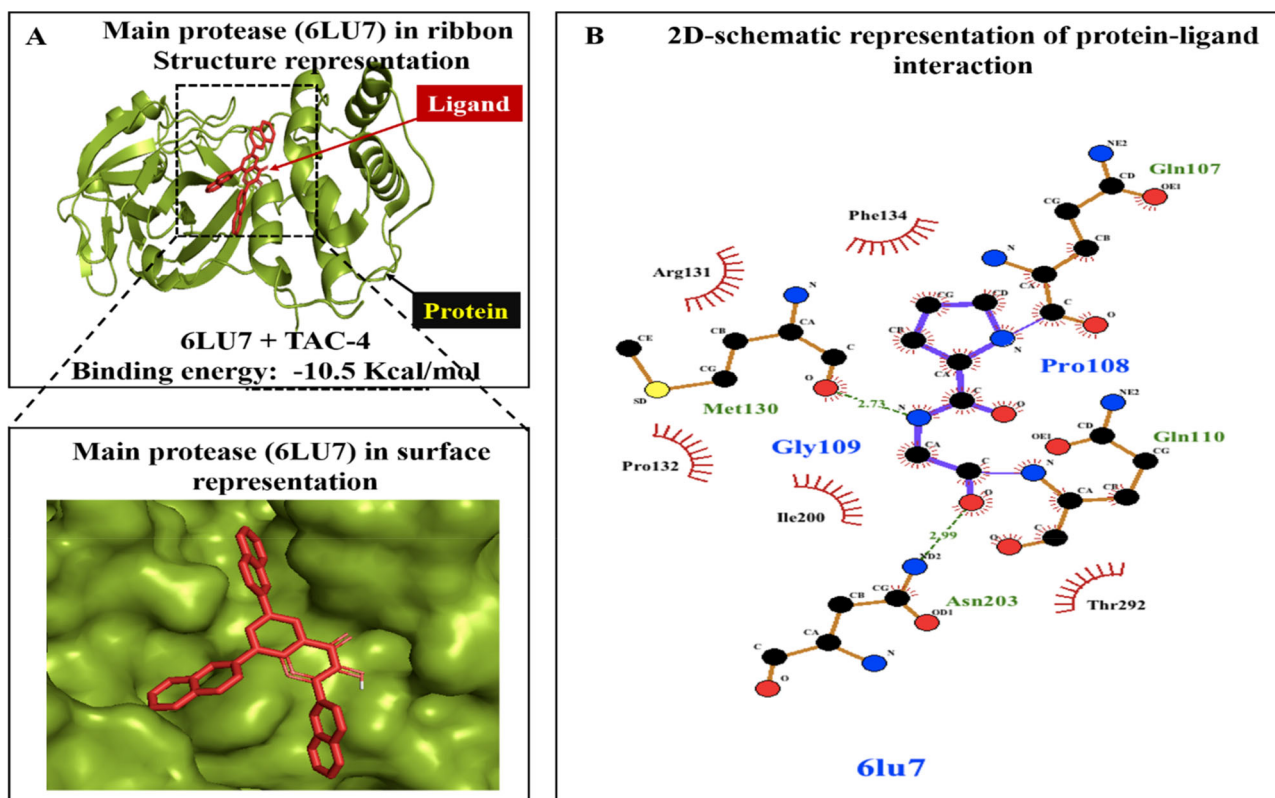 A
Main protease (6LU7) in ribbon
Structure representation
Ligand
Protein
6LU7 + TAC-4
Binding energy: -10.5 Kcal/mol
Main protease (6LU7) in surface
representation
B
2D-schematic representation of protein-ligand
interaction
NE2
Gln107
CD
OE1
CG
Phe134
CB
N
CA
Arg131
C
O
N
CG
CD
CE
CB
CA
C
CB
N
Pro108
CA
CG
O
SD
Met130
2.73
N
C
O
NE2
Gly109
CD
Gln110
OE1
CG
Pro132
CA
C
N
CA
CB
Ile200
O
C
O
2.99
ND2
CG
Asn203
Thr292
CB
OD1
CA
C
N
O
6lu7